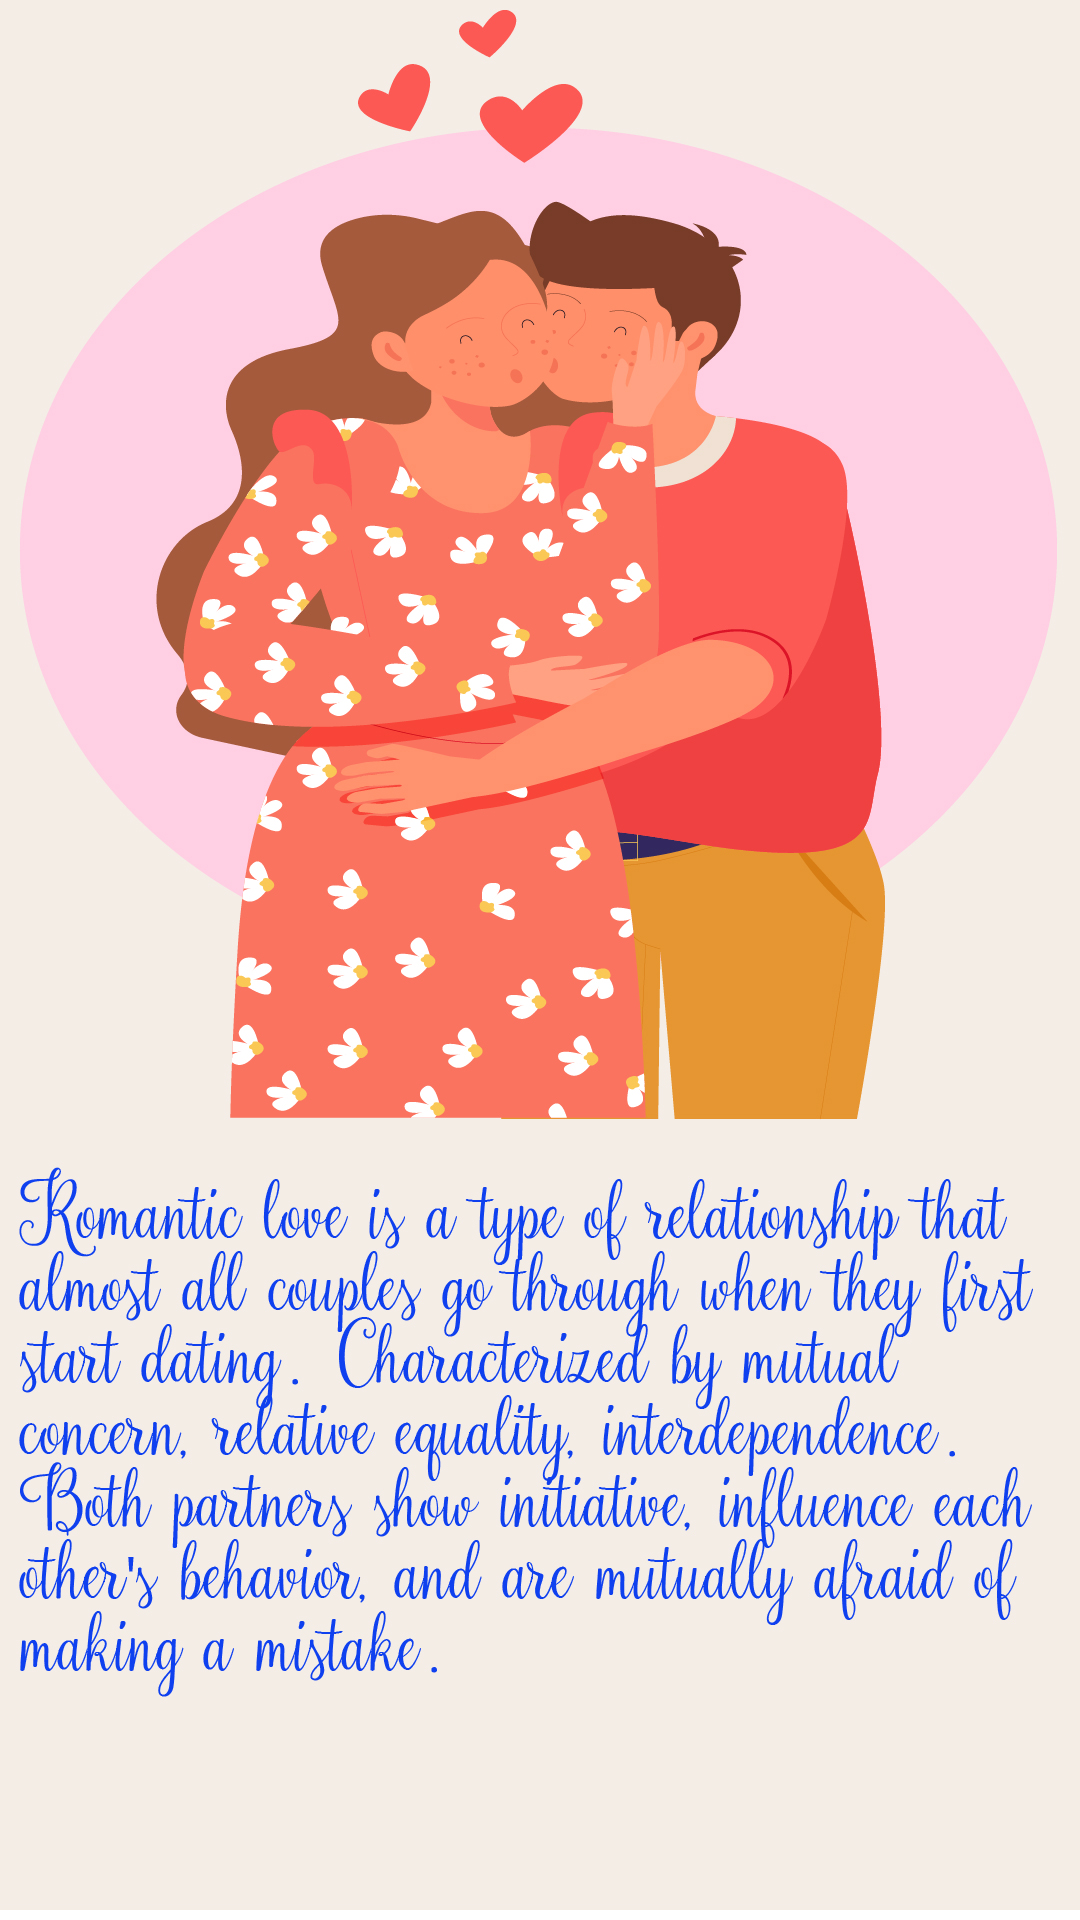 Romantic love is a type of relationship that
almost all couples go through when they first
start dating. Characterized by mutual
concern, relative equality, interdependence.
Both partners show initiative, influence each
other's behavior, and are mutually afraid of
making a mistake.